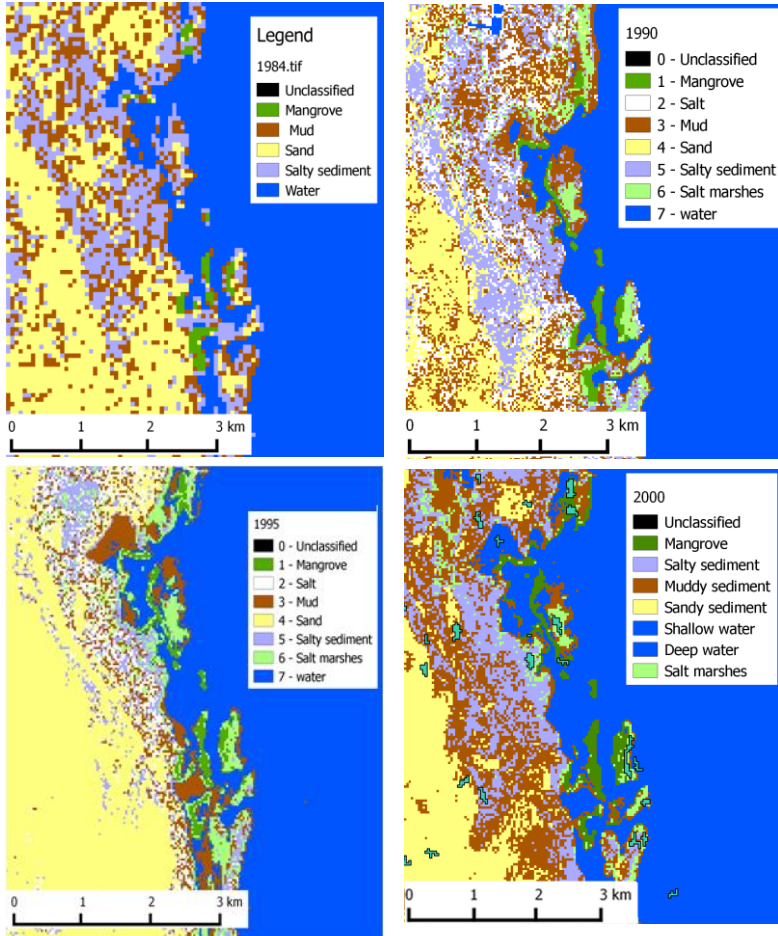 Legend
1984.tif
Unclassified
Mangrove
Mud
Sand
Salty sediment
Water
0 1 2 3 km
1990
0 - Unclassified
1 - Mangrove
2 - Salt
3 - Mud
4 - Sand
5 - Salty sediment
6 - Salt marshes
7 - water
0 1 2 3 km
1995
0 - Unclassified
1 - Mangrove
2 - Salt
3 - Mud
4 - Sand
5 - Salty sediment
6 - Salt marshes
7 - water
0 1 2 3 km
2000
Unclassified
Mangrove
Salty sediment
Muddy sediment
Sandy sediment
Shallow water
Deep water
Salt marshes
0 1 2 3 km